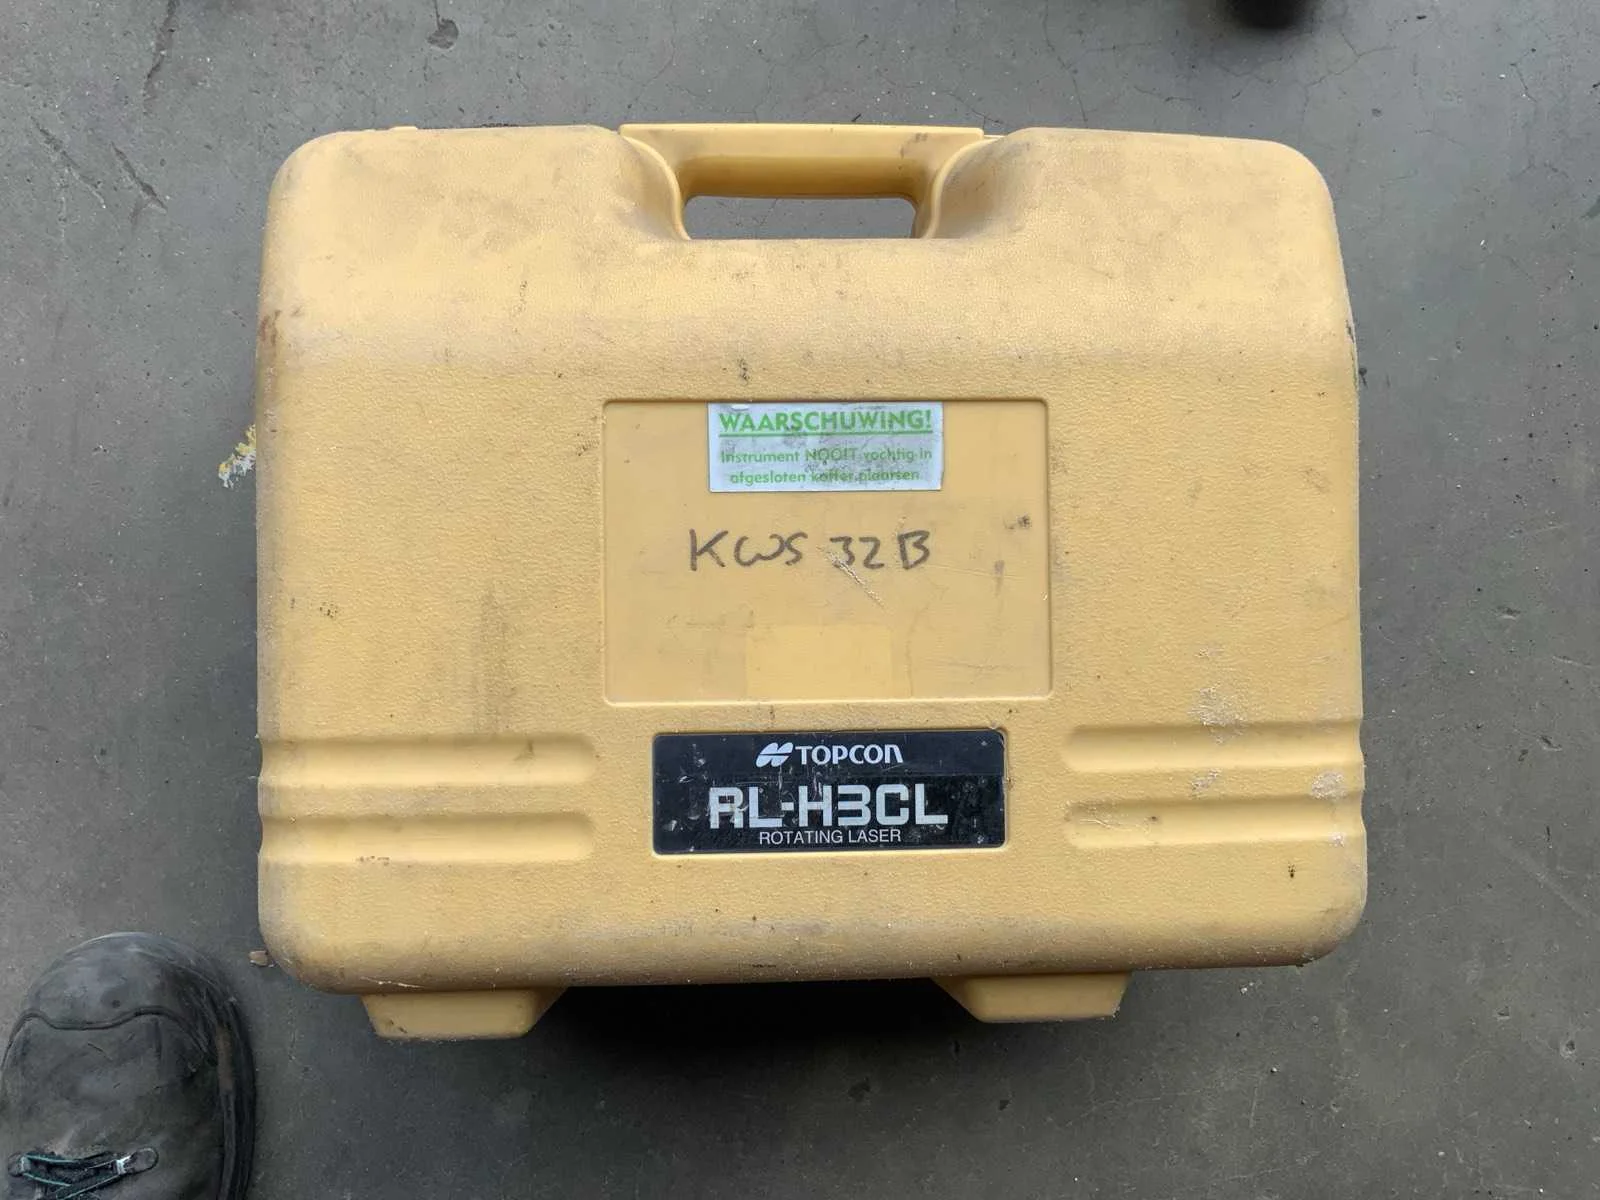 WAARSCHUWING!
Instrument NOOIT vochtig in
afgesloten koffer plaatsen
KWS 32B
TOPCON
RL-H3CL
ROTATING LASER